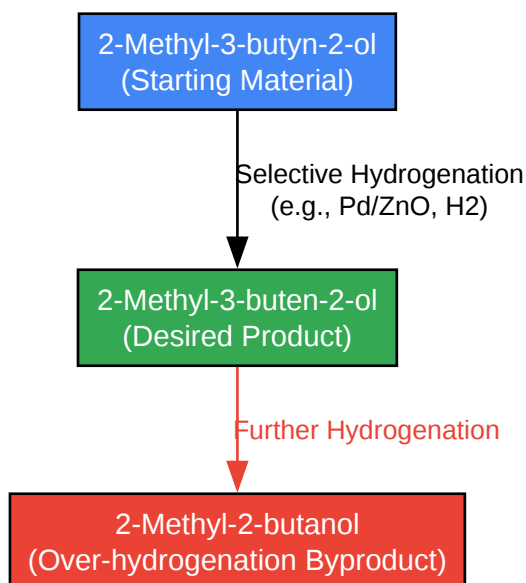 2-Methyl-3-butyn-2-ol
(Starting Material)
Selective Hydrogenation
(e.g., Pd/ZnO, H2)
2-Methyl-3-buten-2-ol
(Desired Product)
Further Hydrogenation
2-Methyl-2-butanol
(Over-hydrogenation Byproduct)